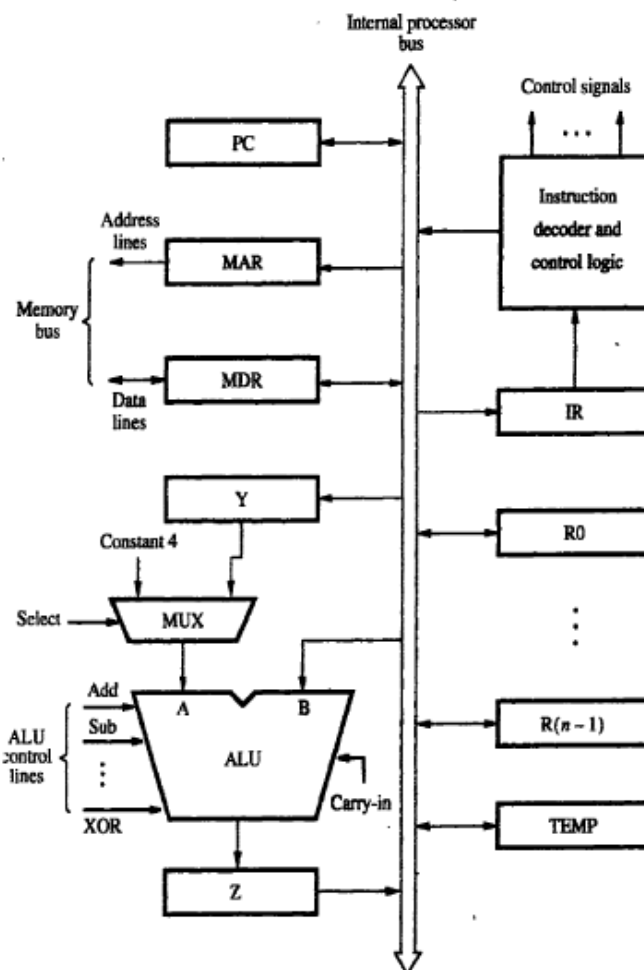 Internal processor
bus
Control signals
...
PC
Instruction
decoder and
control logic
Address
lines
MAR
Memory
bus
MDR
Data
lines
IR
Y
Constant 4
R0
Select
MUX
Add
A
B
Sub
ALU
control
lines
ALU
R(n-1)
XOR
Carry-in
TEMP
Z